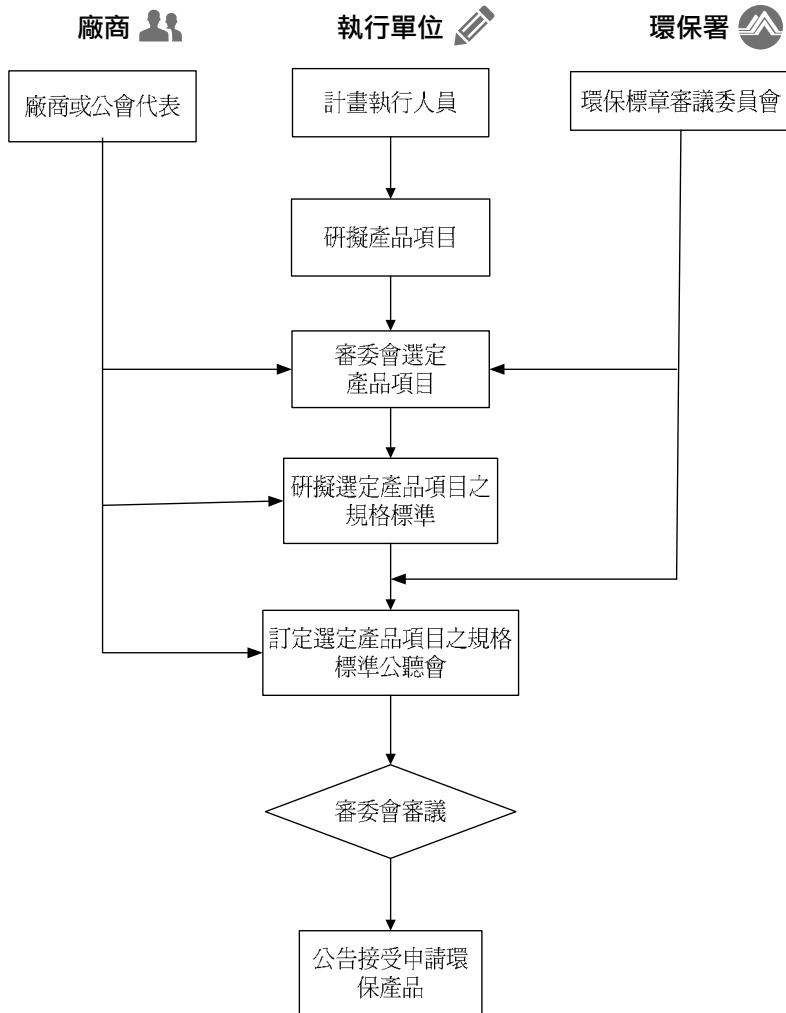 廠商
執行單位
環保署
廠商或公會代表
計畫執行人員
環保標章審議委員會
研擬產品項目
審委會選定
產品項目
研擬選定產品項目之
規格標準
訂定選定產品項目之規格
標準公聽會
審委會審議
公告接受申請環
保產品